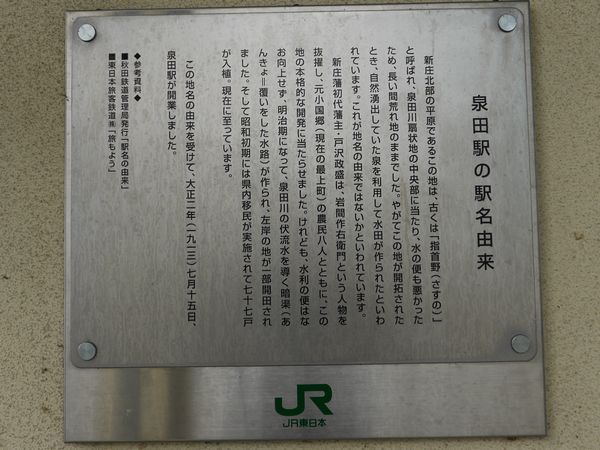 泉田駅の駅名由来
新庄北部の平原であるこの地は、古くは「指首野(さすの)」
と呼ばれ、泉田川扇状地の中央部に当たり、水の便も悪かった
ため、長い間荒れ地のままでした。やがてこの地が開拓された
とき、自然湧出していた泉を利用して水田が作られたといわ
れています。これが地名の由来ではないかといわれています。
新庄藩初代藩主・戸沢政盛は、岩間作右衛門という人物を
抜擢し、元小国郷(現在の最上町)の農民八人とともに、この
地の本格的な開発に当たらせました。けれども、水利の便はな
お向上せず、明治期になって、泉田川の伏流水を導く暗渠(あ
んきょ=覆いをした水路)が作られ、左岸の地が一部開田され
ました。そして昭和初期には県内移民が実施されて七十七戸
が入植。現在に至っています。
この地名の由来を受けて、大正二年(一九一三)七月十五日、
泉田駅が開業しました。
◆参考資料◆
■秋田鉄道管理局発行「駅名の由来」
■東日本旅客鉄道㈱「旅もよう」
JR
JR東日本